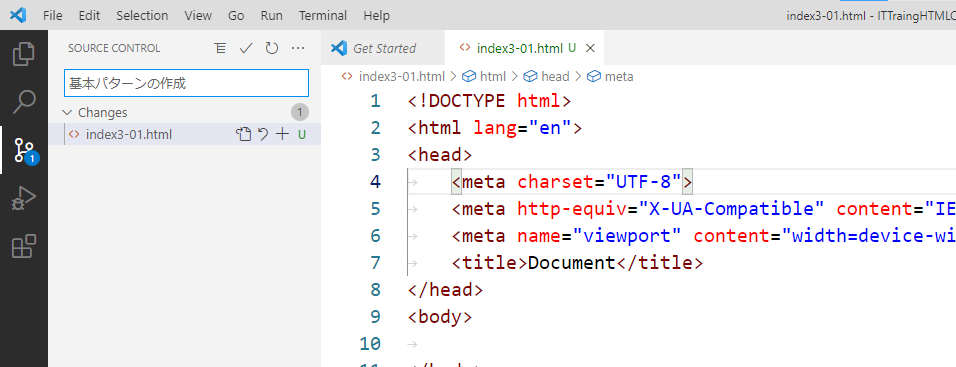 File Edit Selection View Go Run Terminal Help index3-01.html - ITTraingHTMLC
SOURCE CONTROL
基本パターンの作成
Changes 1
index3-01.html U
1
Get Started index3-01.html U
index3-01.html > html > head > meta
1 <!DOCTYPE html>
2 <html lang="en">
3 <head>
4 <meta charset="UTF-8">
5 <meta http-equiv="X-UA-Compatible" content="IE
6 <meta name="viewport" content="width=device-wi
7 <title>Document</title>
8 </head>
9 <body>
10